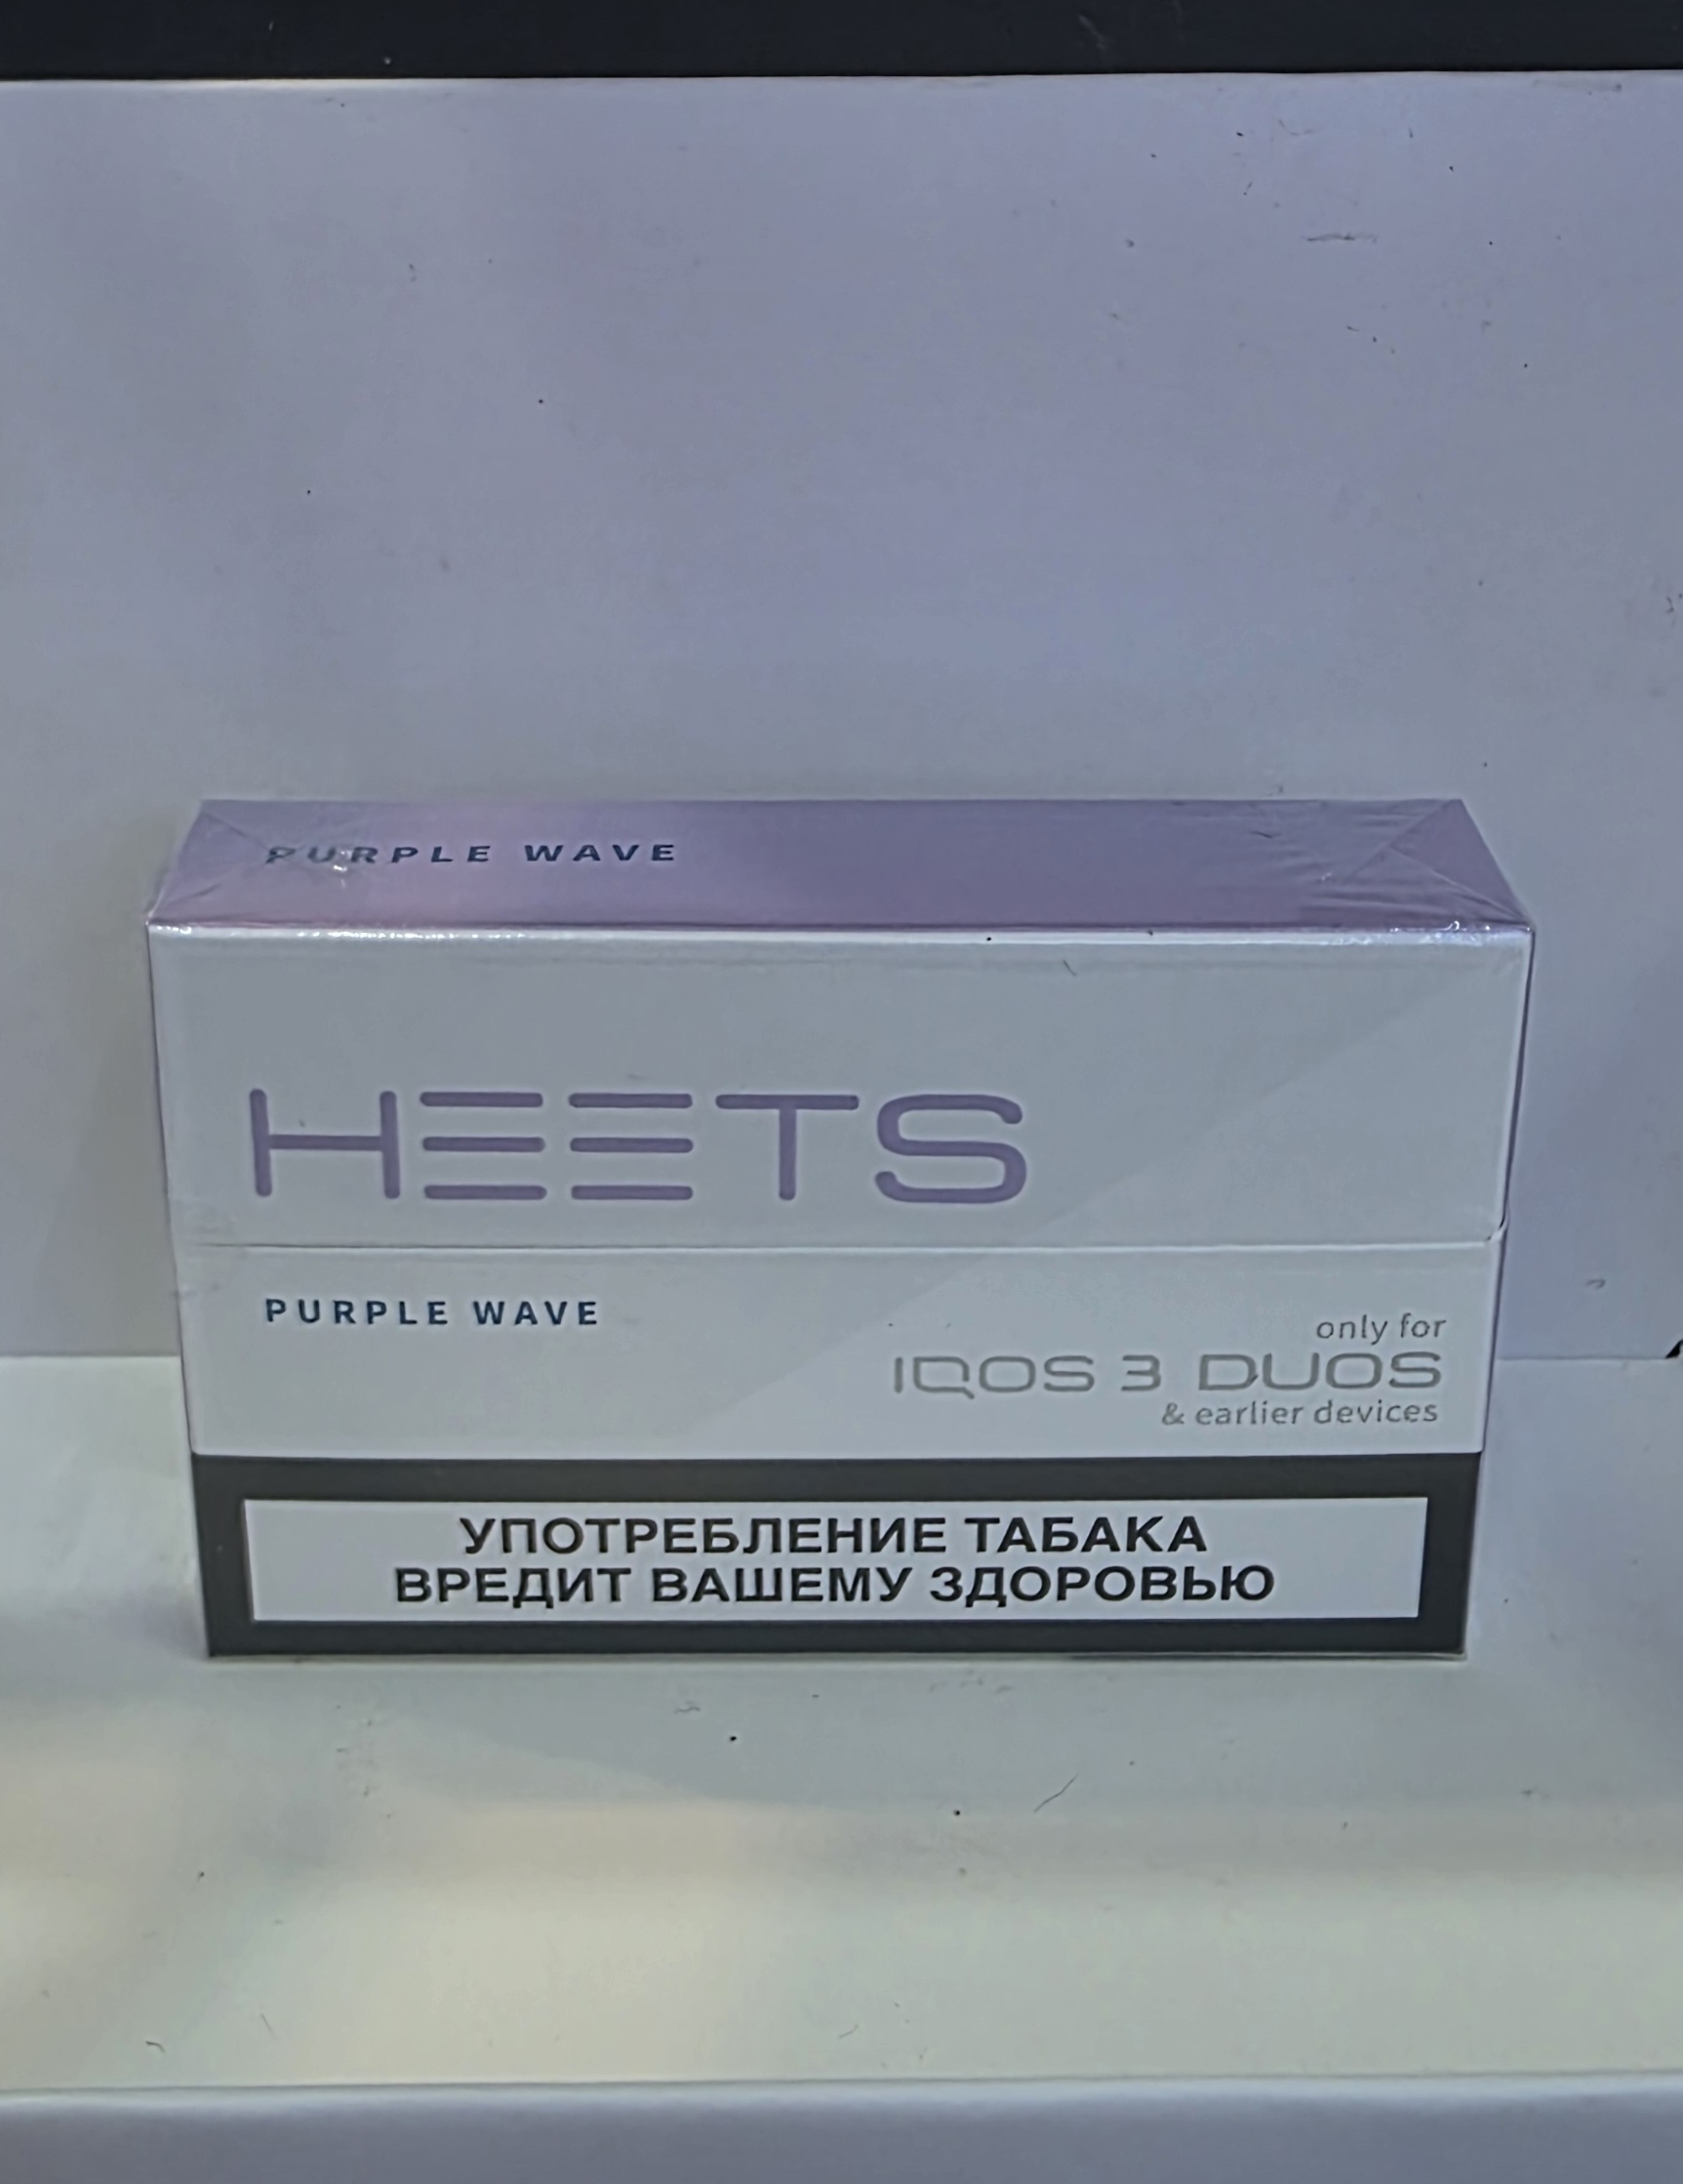 PURPLE WAVE
HEETS
PURPLE WAVE
only for
IQOS 3 DUOS
& earlier devices
УПОТРЕБЛЕНИЕ ТАБАКА
ВРЕДИТ ВАШЕМУ ЗДОРОВЬЮ